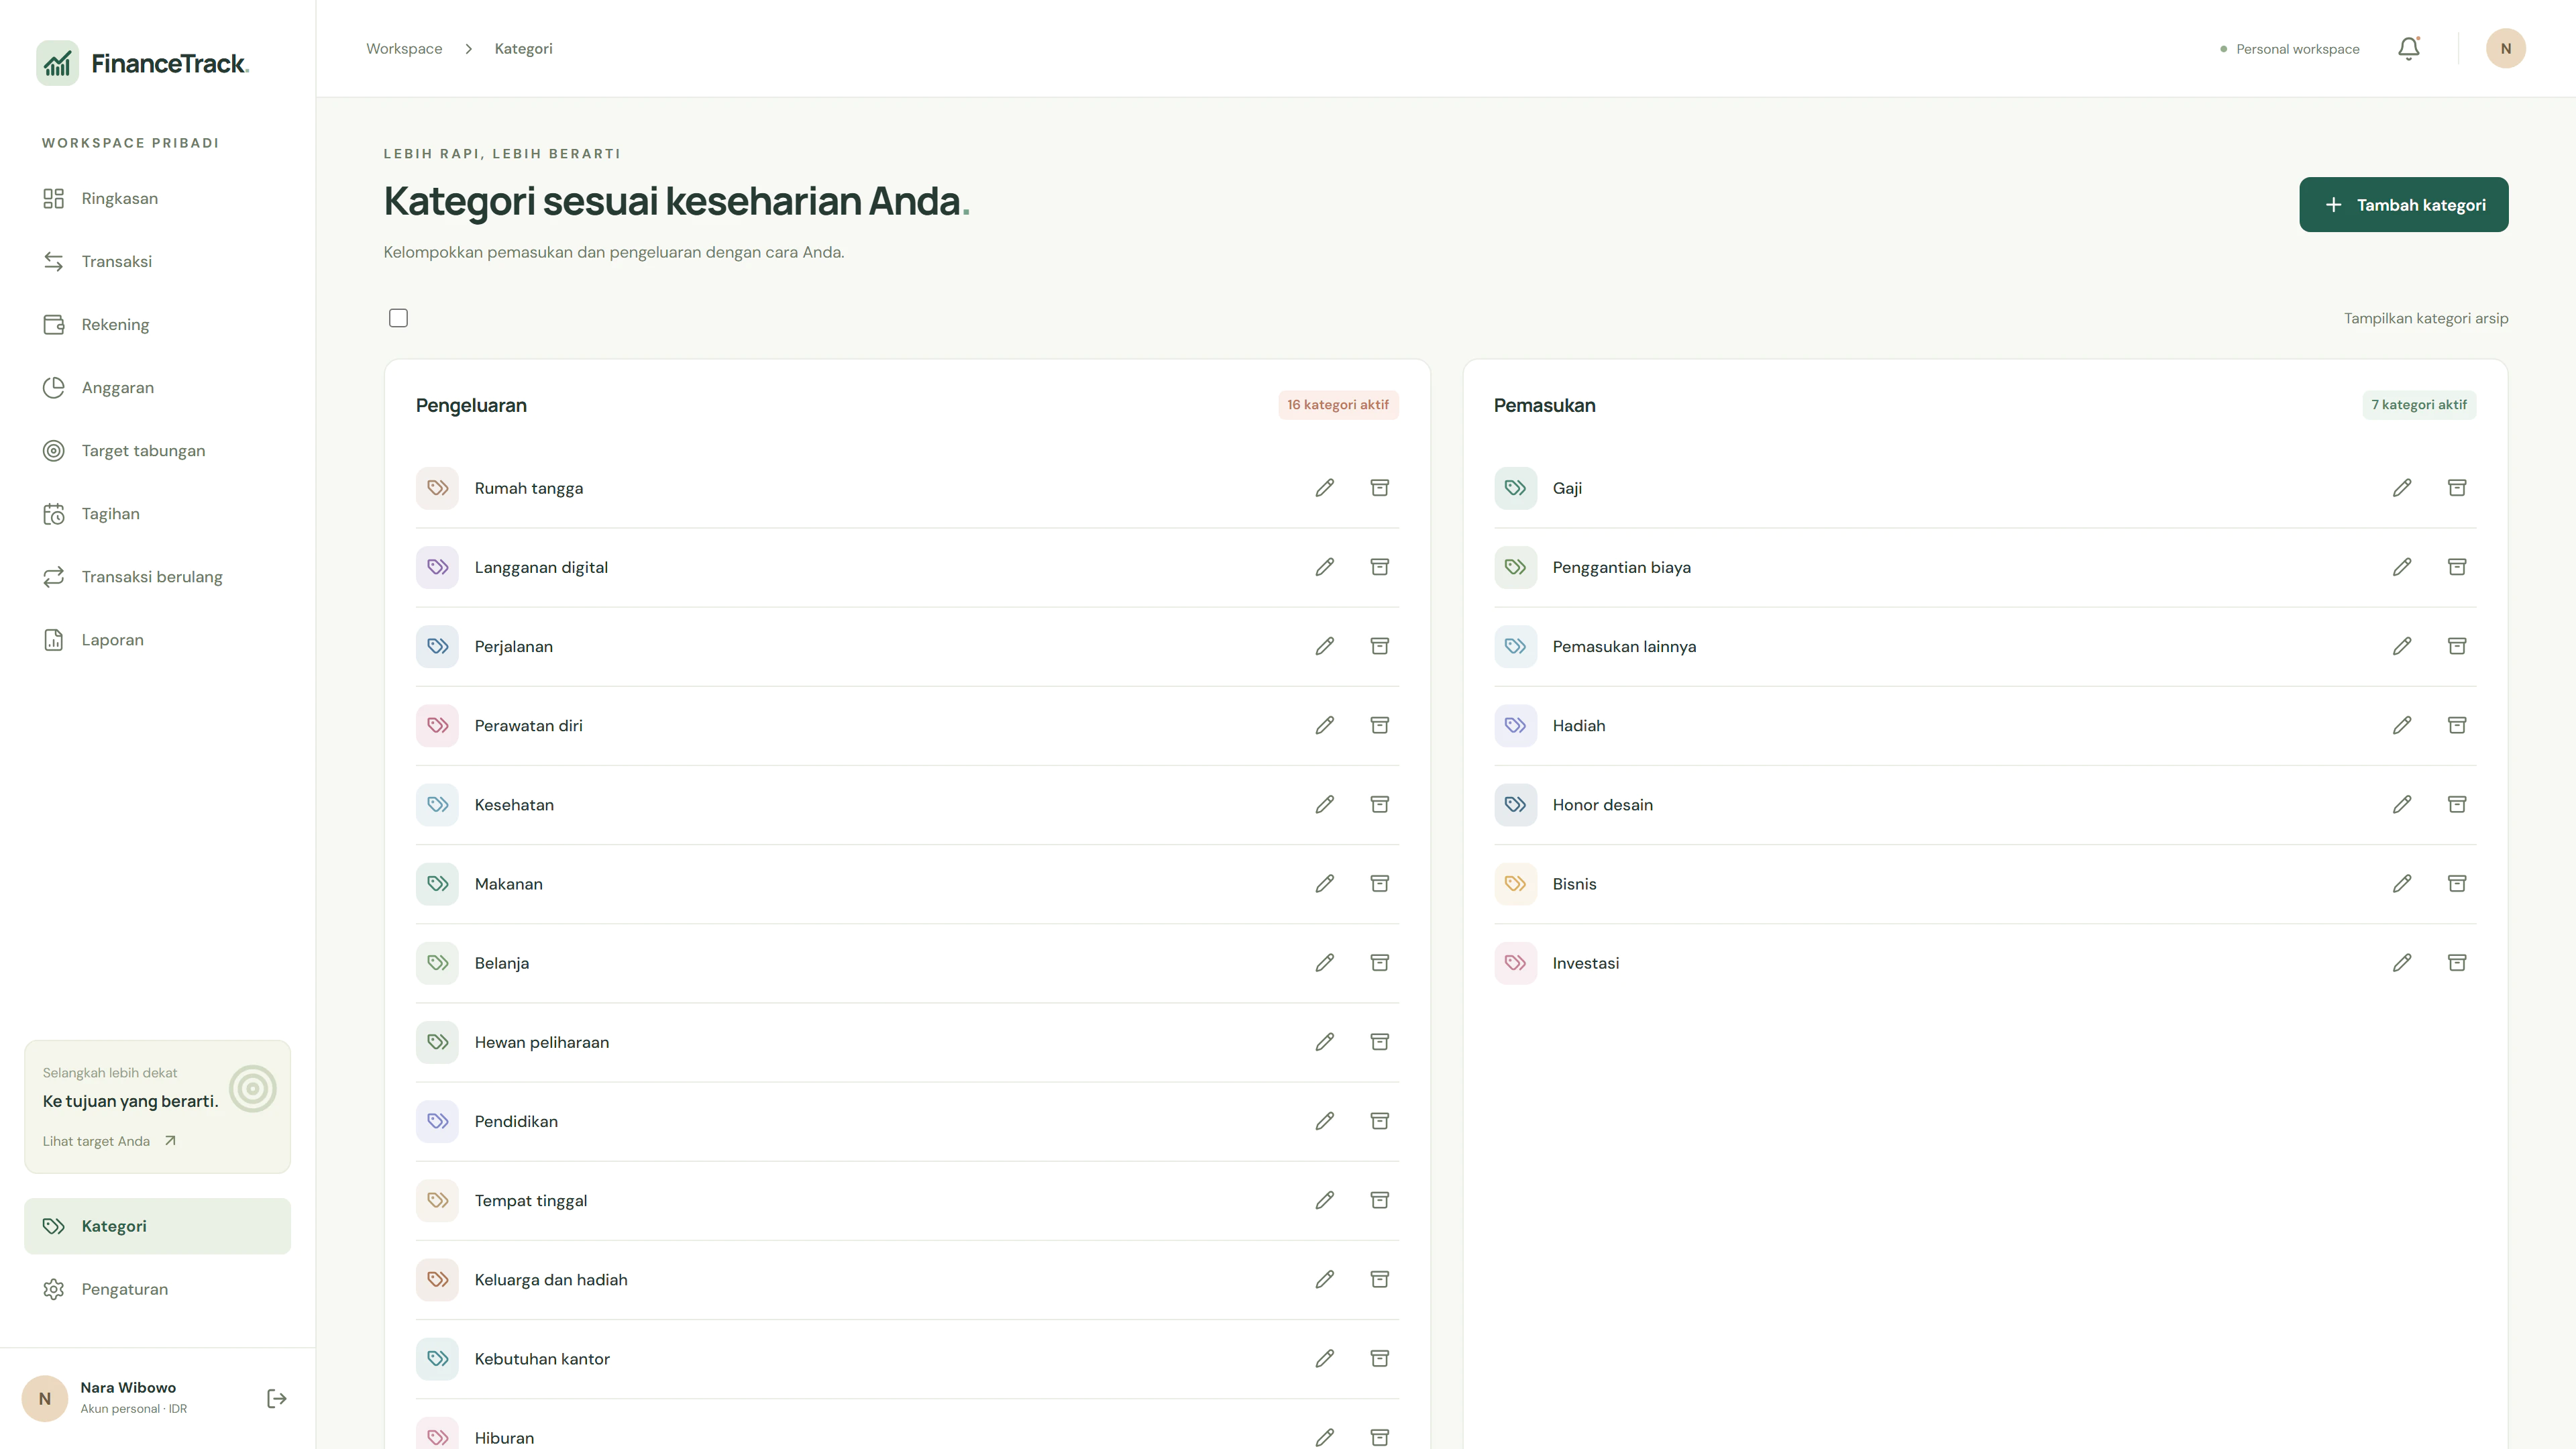 FinanceTrack.
WORKSPACE PRIBADI
Ringkasan
Transaksi
Rekening
Anggaran
Target tabungan
Tagihan
Transaksi berulang
Laporan
Selangkah lebih dekat
Ke tujuan yang berarti.
Lihat target Anda
Kategori
Pengaturan
N
Nara Wibowo
Akun personal · IDR
Workspace
Kategori
Personal workspace
N
LEBIH RAPI, LEBIH BERARTI
Kategori sesuai keseharian Anda.
Kelompokkan pemasukan dan pengeluaran dengan cara Anda.
Tambah kategori
Tampilkan kategori arsip
Pengeluaran
16 kategori aktif
Rumah tangga
Langganan digital
Perjalanan
Perawatan diri
Kesehatan
Makanan
Belanja
Hewan peliharaan
Pendidikan
Tempat tinggal
Keluarga dan hadiah
Kebutuhan kantor
Hiburan
Pemasukan
7 kategori aktif
Gaji
Penggantian biaya
Pemasukan lainnya
Hadiah
Honor desain
Bisnis
Investasi